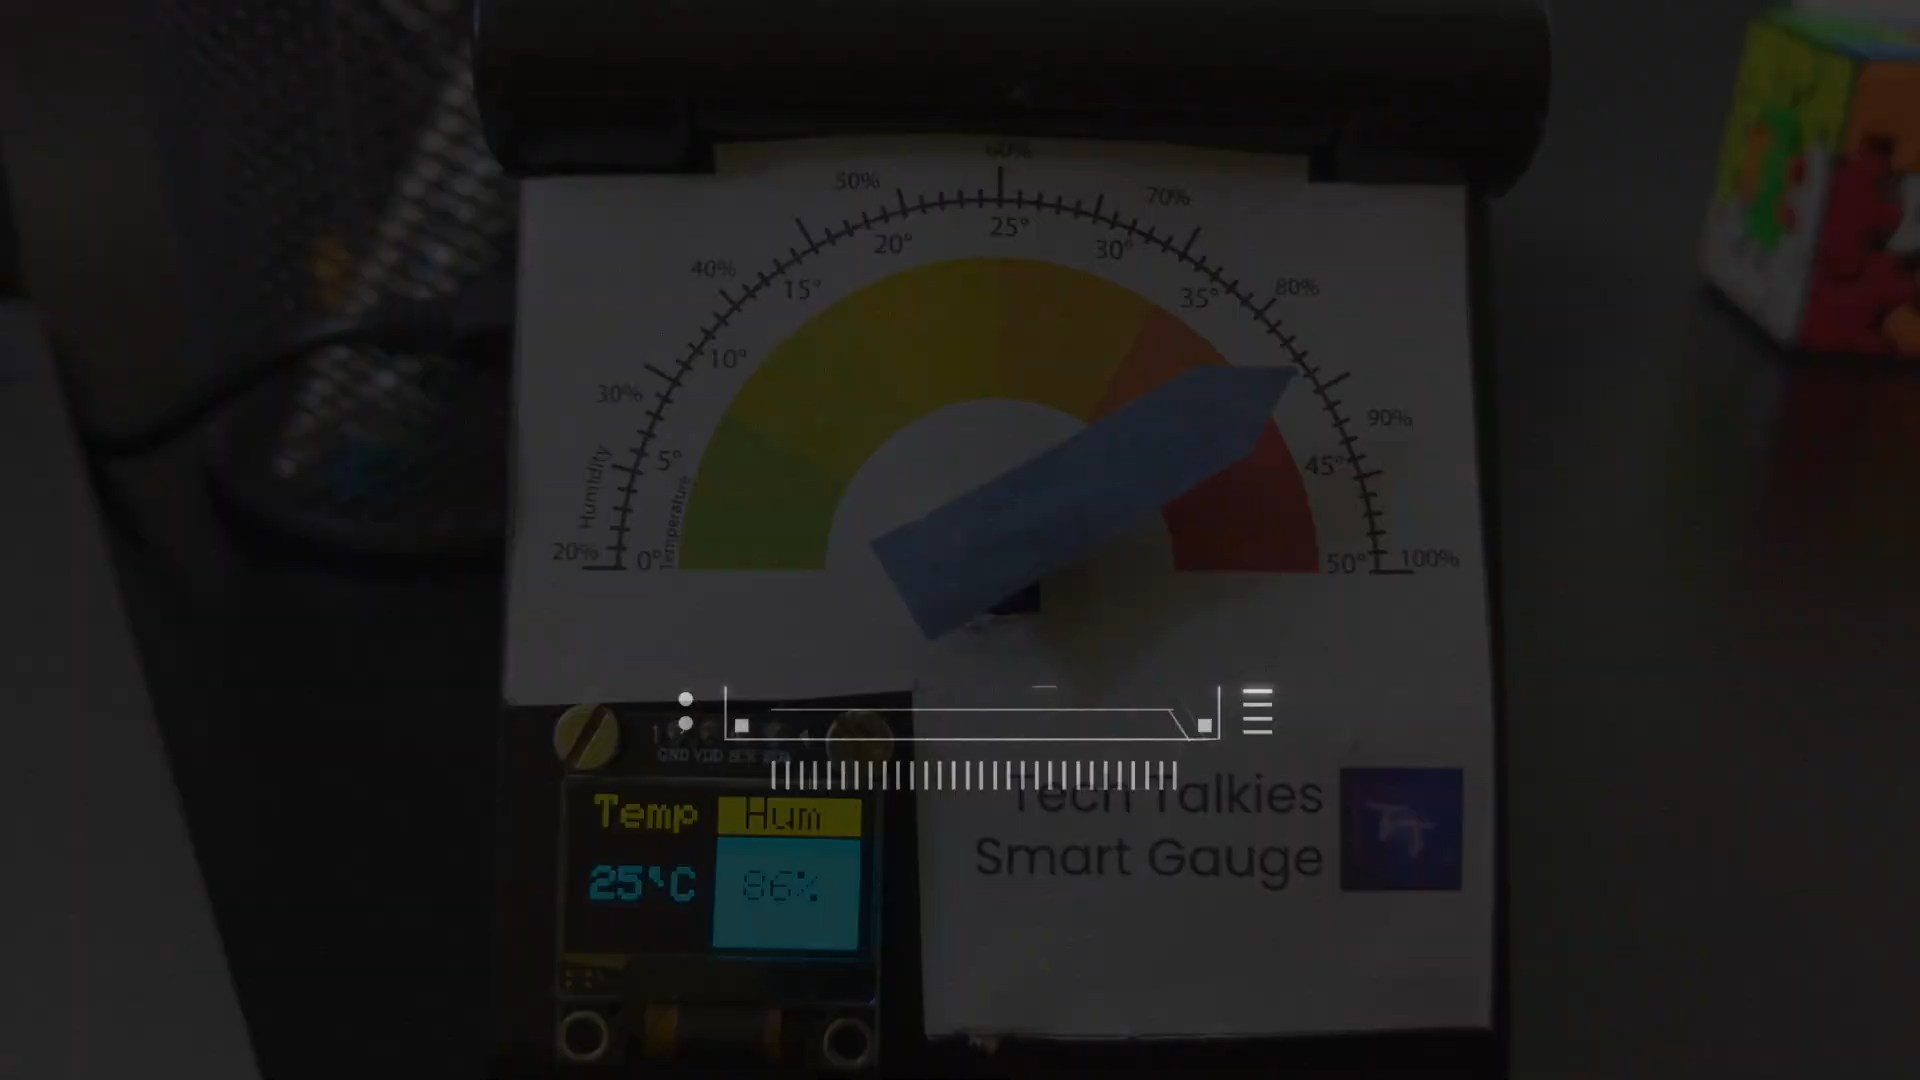 60%
50% 70%
25°
20° 30°
40% 80%
15° 35°
10°
30%
90%
5° 45°
Humidity
Temperature
20% 0° 50° 100%
GND VDD SCK
Temp Hum
25°C 86%
Tech Talkies
Smart Gauge
TT